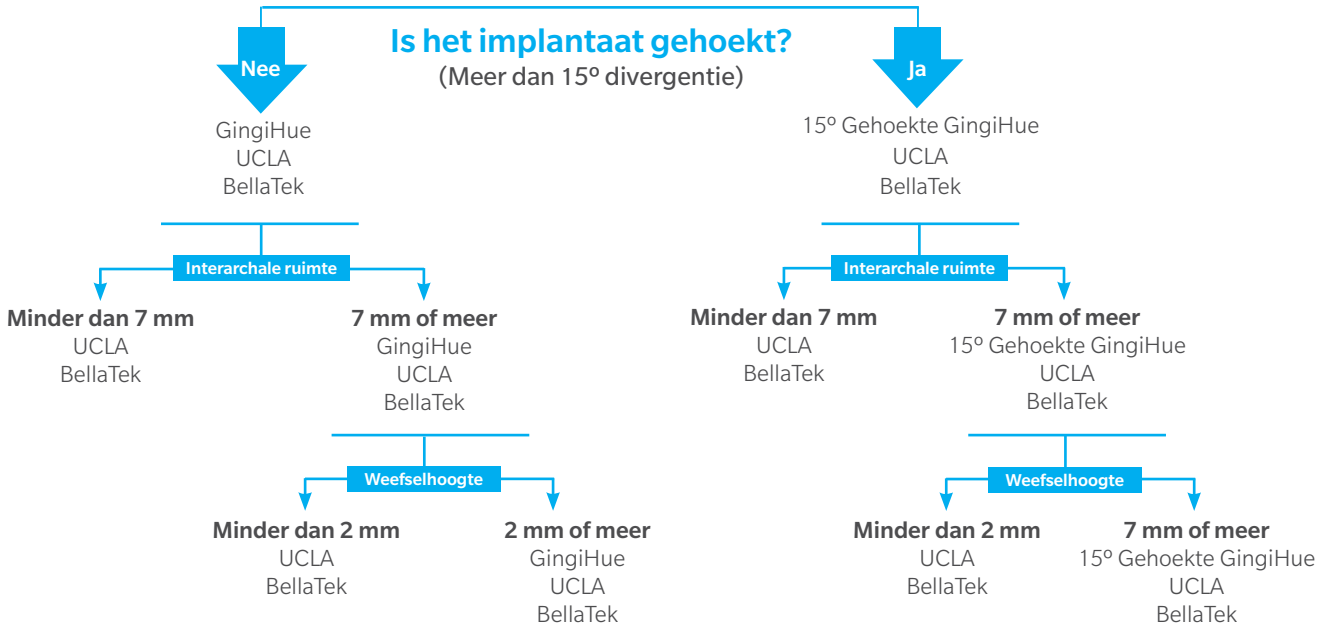 Is het implantaat gehoekt?
(Meer dan 15º divergentie)
Nee
GingiHue
UCLA
BellaTek
Interarchale ruimte
Minder dan 7 mm
UCLA
BellaTek
7 mm of meer
GingiHue
UCLA
BellaTek
Weefselhoogte
Minder dan 2 mm
UCLA
BellaTek
2 mm of meer
GingiHue
UCLA
BellaTek
Ja
15º Gehoekte GingiHue
UCLA
BellaTek
Interarchale ruimte
Minder dan 7 mm
UCLA
BellaTek
7 mm of meer
15º Gehoekte GingiHue
UCLA
BellaTek
Weefselhoogte
Minder dan 2 mm
UCLA
BellaTek
7 mm of meer
15º Gehoekte GingiHue
UCLA
BellaTek